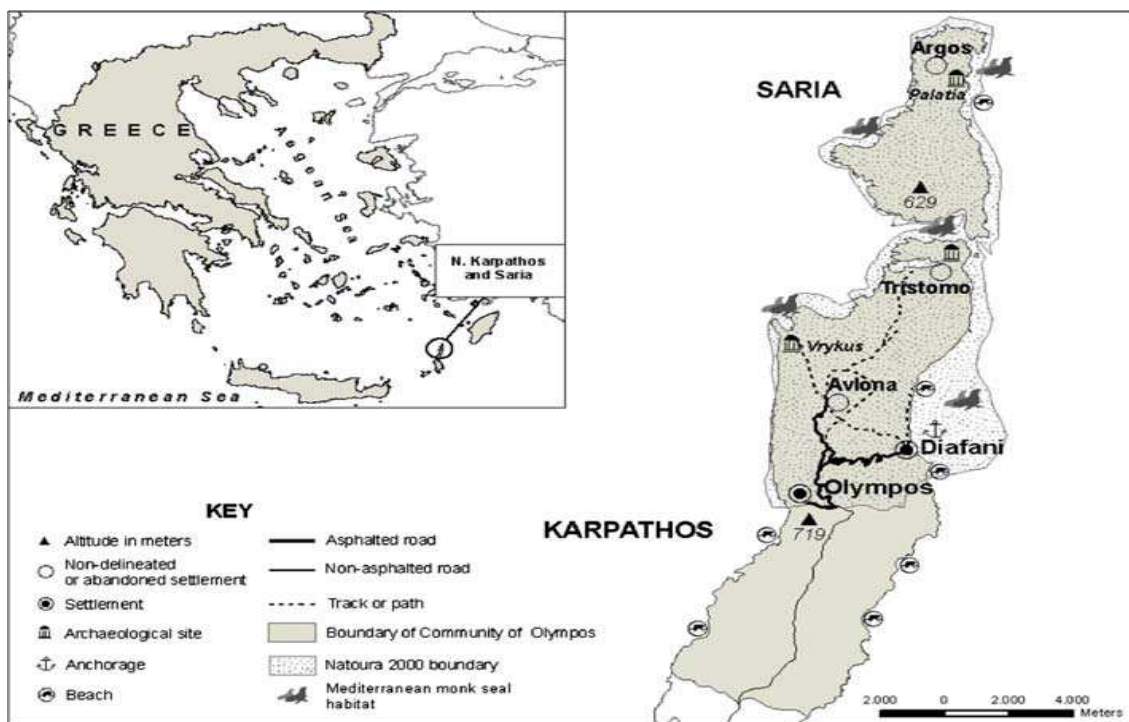 GREECE
Aegean Sea
N. Karpathos
and Saria
Mediterranean Sea
SARIA
Argos
Palatia
629
Tristomo
Vrykus
Avlona
Diafani
Olympos
KARPATHOS
719
KEY
Altitude in meters
Non-delineated
or abandoned settlement
Settlement
Archaeological site
Anchorage
Beach
Asphalted road
Non-asphalted road
Track or path
Boundary of Community of Olympos
Natoura 2000 boundary
Mediterranean monk seal
habitat
2.000 0 2.000 4.000
Meters